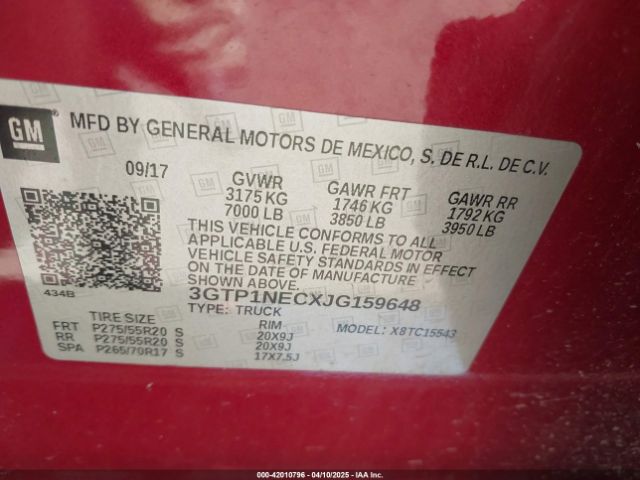 GM
MFD BY GENERAL MOTORS DE MEXICO, S. DE R.L. DE C.V.
09/17
GVWR GAWR FRT GAWR RR
3175 KG 1746 KG 1792 KG
7000 LB 3850 LB 3950 LB
THIS VEHICLE CONFORMS TO ALL
APPLICABLE U.S. FEDERAL MOTOR
VEHICLE SAFETY STANDARDS IN EFFECT
ON THE DATE OF MANUFACTURE
SHOWN ABOVE.
434B
3GTP1NECXJG159648
TYPE: TRUCK MODEL: X8TC15543
TIRE SIZE RIM
FRT P275/55R20 S 20X9J
RR P275/55R20 S 20X9J
SPA P265/70R17 S 17X7.5J
000-42010796 - 04/10/2025 - IAA Inc.